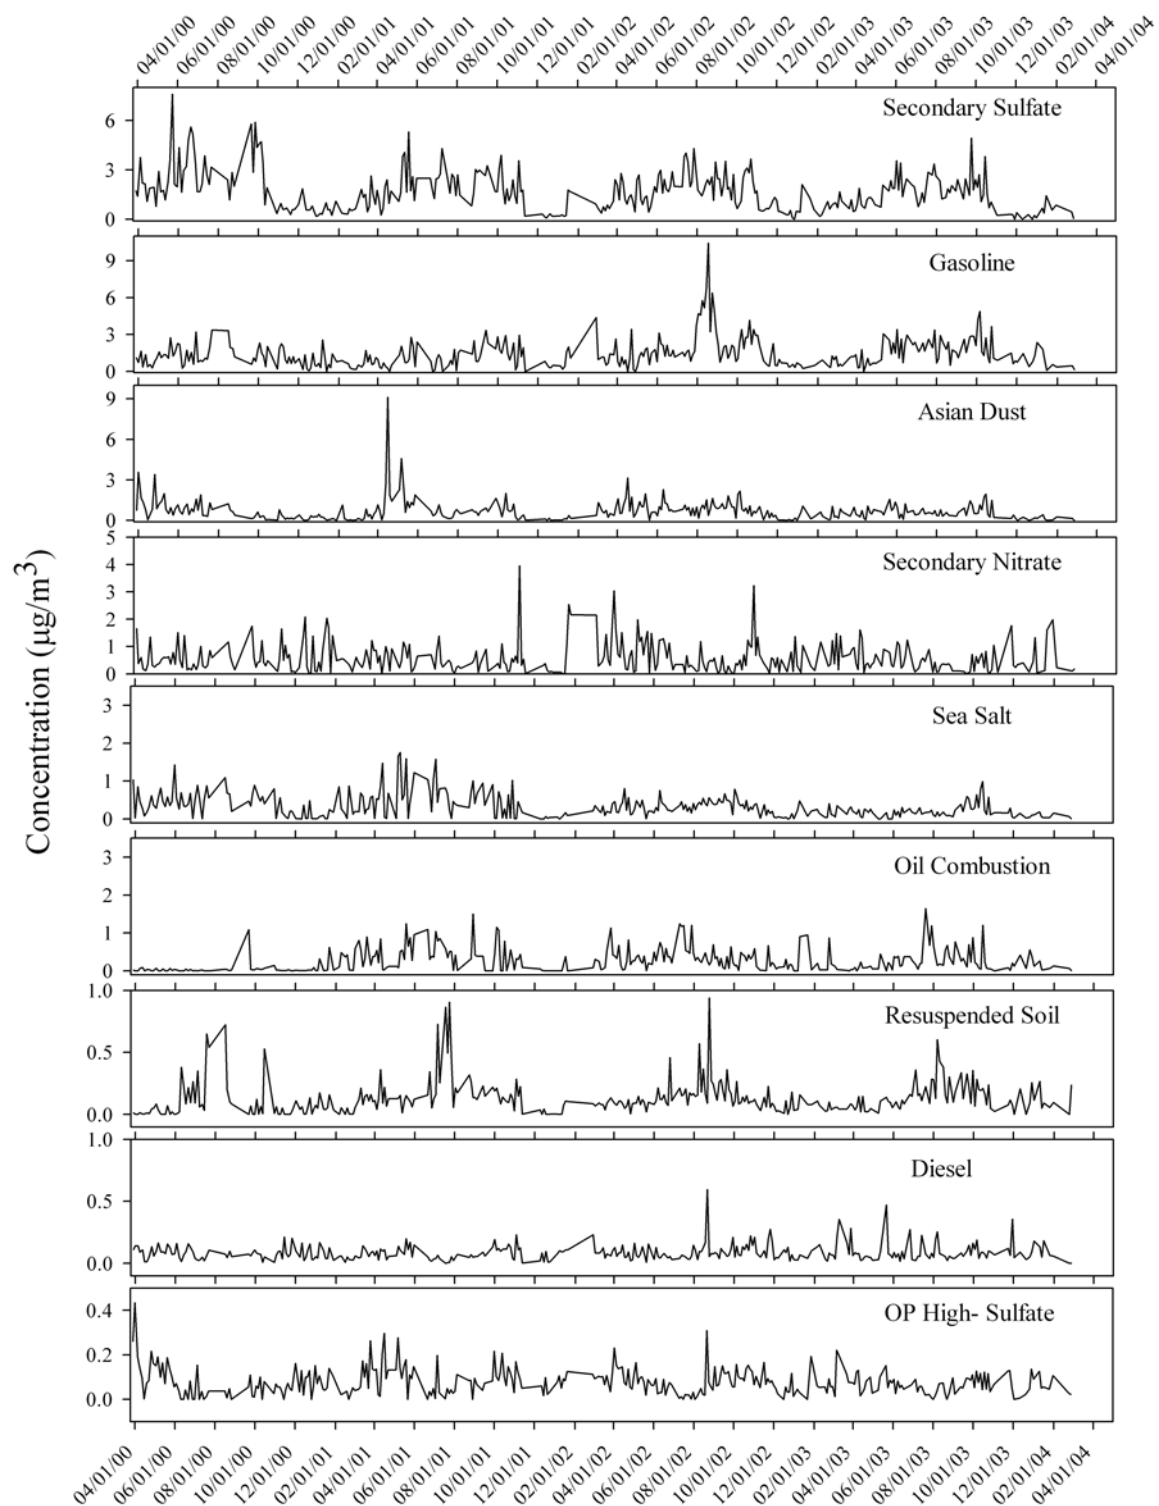 04/01/00 06/01/00 08/01/00 10/01/00 12/01/00 02/01/01 04/01/01 06/01/01 08/01/01 10/01/01 12/01/01 02/01/02 04/01/02 06/01/02 08/01/02 10/01/02 12/01/02 02/01/03 04/01/03 06/01/03 08/01/03 10/01/03 12/01/03 02/01/04 04/01/04
Concentration (μg/m³)
Secondary Sulfate
6
3
0
Gasoline
9
6
3
0
Asian Dust
9
6
3
0
Secondary Nitrate
5
4
3
2
1
0
Sea Salt
3
2
1
0
Oil Combustion
3
2
1
0
Resuspended Soil
1.0
0.5
0.0
Diesel
1.0
0.5
0.0
OP High- Sulfate
0.4
0.2
0.0
04/01/00 06/01/00 08/01/00 10/01/00 12/01/00 02/01/01 04/01/01 06/01/01 08/01/01 10/01/01 12/01/01 02/01/02 04/01/02 06/01/02 08/01/02 10/01/02 12/01/02 02/01/03 04/01/03 06/01/03 08/01/03 10/01/03 12/01/03 02/01/04 04/01/04